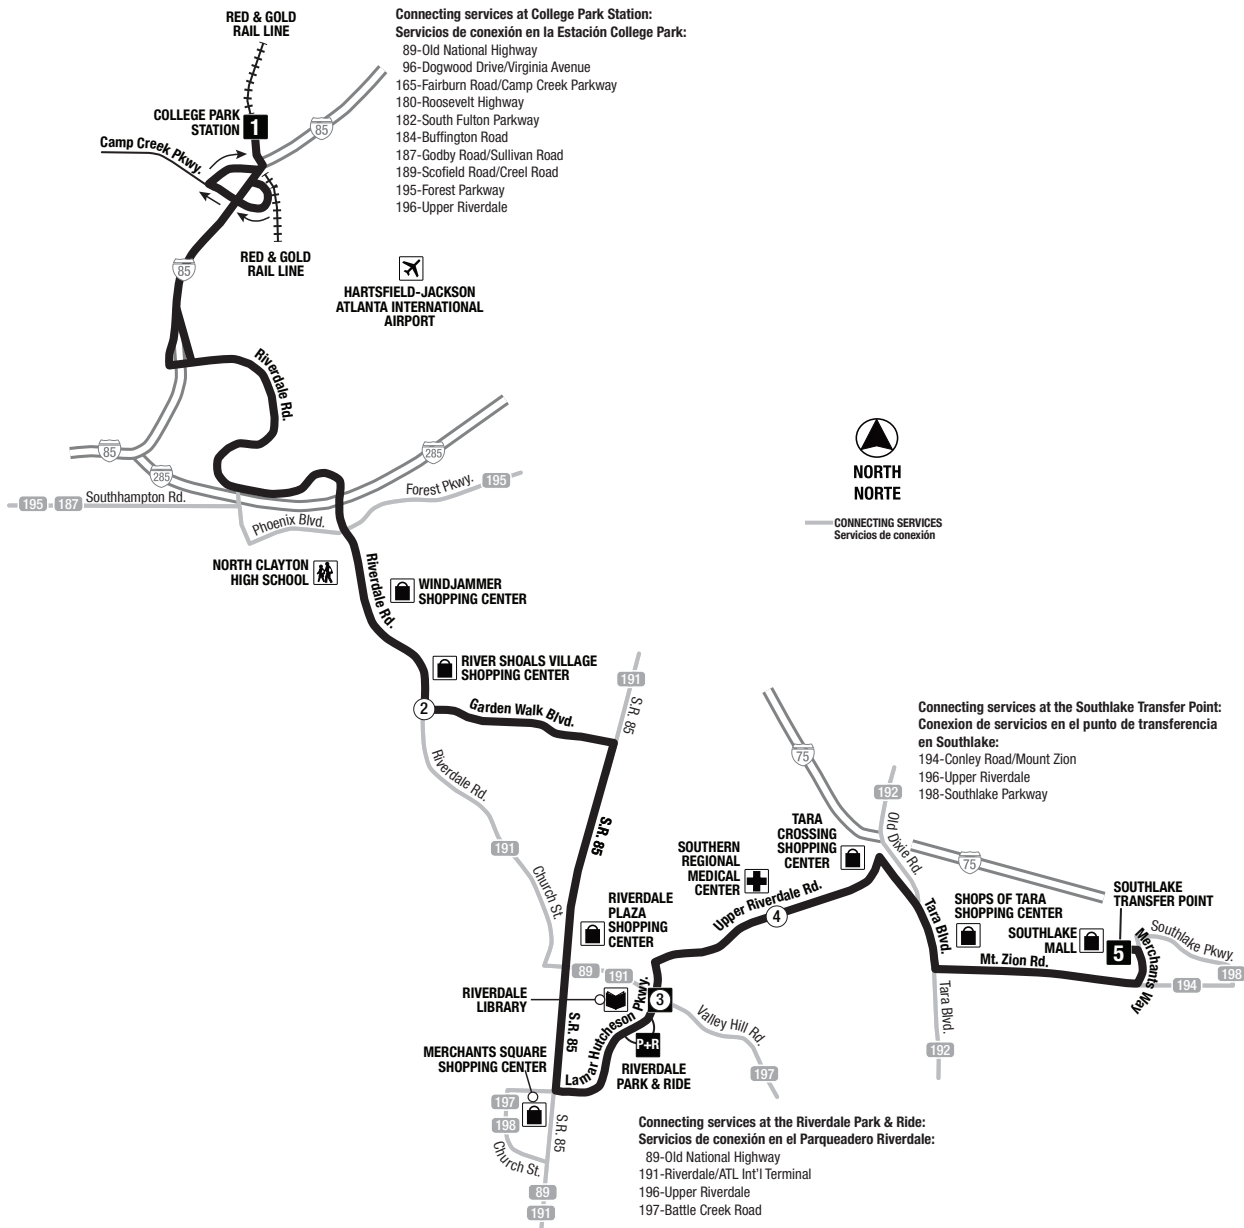 RED & GOLD
RAIL LINE
Connecting services at College Park Station:
Servicios de conexión en la Estación College Park:
89-Old National Highway
96-Dogwood Drive/Virginia Avenue
165-Fairburn Road/Camp Creek Parkway
180-Roosevelt Highway
182-South Fulton Parkway
184-Buffington Road
187-Godby Road/Sullivan Road
189-Scofield Road/Creel Road
195-Forest Parkway
196-Upper Riverdale
COLLEGE PARK
STATION
1
85
Camp Creek Pkwy.
RED & GOLD
RAIL LINE
85
HARTSFIELD-JACKSON
ATLANTA INTERNATIONAL
AIRPORT
Riverdale Rd.
85
285
285
NORTH
NORTE
CONNECTING SERVICES
Servicios de conexión
195
187
Southhampton Rd.
Forest Pkwy.
195
Phoenix Blvd.
NORTH CLAYTON
HIGH SCHOOL
Riverdale Rd.
WINDJAMMER
SHOPPING CENTER
RIVER SHOALS VILLAGE
SHOPPING CENTER
2
Garden Walk Blvd.
191
S.R. 85
Riverdale Rd.
191
Church St.
S.R. 85
75
Connecting services at the Southlake Transfer Point:
Conexion de servicios en el punto de transferencia
en Southlake:
194-Conley Road/Mount Zion
196-Upper Riverdale
198-Southlake Parkway
192
Old Dixie Rd.
TARA
CROSSING
SHOPPING
CENTER
75
SOUTHERN
REGIONAL
MEDICAL
CENTER
Upper Riverdale Rd.
4
RIVERDALE
PLAZA
SHOPPING
CENTER
Tara Blvd.
SHOPS OF TARA
SHOPPING CENTER
SOUTHLAKE
TRANSFER POINT
SOUTHLAKE
MALL
5
Merchants Way
Southlake Pkwy.
198
194
Mt. Zion Rd.
Tara Blvd.
192
89
191
RIVERDALE
LIBRARY
3
Lamar Hutcheson Pkwy.
S.R. 85
Valley Hill Rd.
197
P+R
RIVERDALE
PARK & RIDE
MERCHANTS SQUARE
SHOPPING CENTER
197
198
Church St.
S.R. 85
89
191
Connecting services at the Riverdale Park & Ride:
Servicios de conexión en el Parqueadero Riverdale:
89-Old National Highway
191-Riverdale/ATL Int'l Terminal
196-Upper Riverdale
197-Battle Creek Road